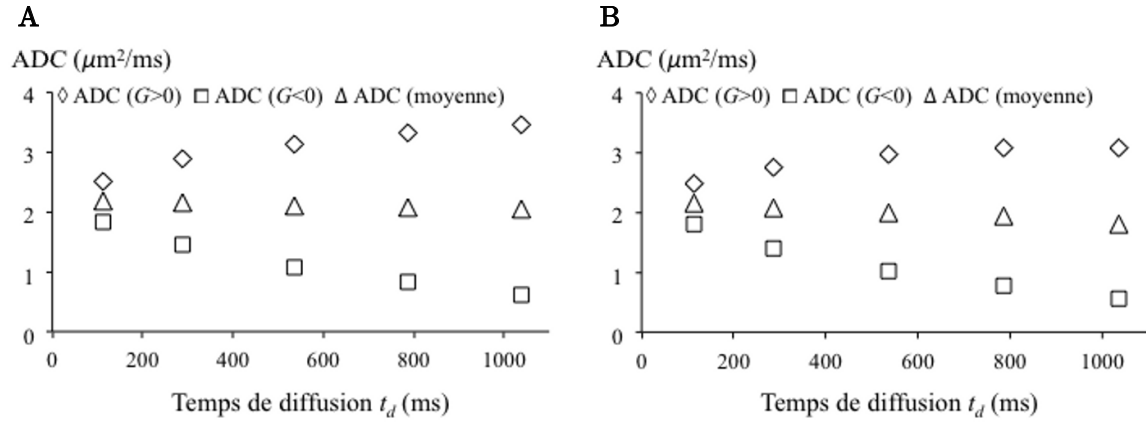 A
ADC (μm²/ms)
◊ ADC (G>0) □ ADC (G<0) Δ ADC (moyenne)
4
3
2
1
0
0 200 400 600 800 1000
Temps de diffusion t_d (ms)
B
ADC (μm²/ms)
◊ ADC (G>0) □ ADC (G<0) Δ ADC (moyenne)
4
3
2
1
0
0 200 400 600 800 1000
Temps de diffusion t_d (ms)